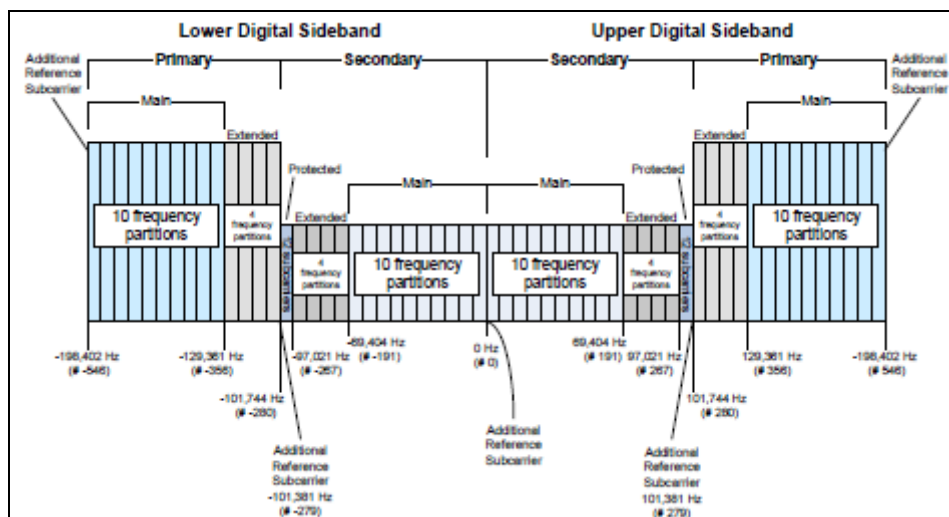 Lower Digital Sideband
Upper Digital Sideband
Additional
Reference
Subcarrier
Primary
Secondary
Secondary
Primary
Additional
Reference
Subcarrier
Main
Extended
Protected
Main
Main
Protected
Extended
Main
Extended
Extended
10 frequency
partitions
4
frequency
partitions
4
frequency
partitions
10 frequency
partitions
10 frequency
partitions
4
frequency
partitions
4
frequency
partitions
10 frequency
partitions
-198,402 Hz
(# -546)
-129,361 Hz
(# -356)
-101,744 Hz
(# -280)
-97,021 Hz
(# -267)
-69,404 Hz
(# -191)
0 Hz
(# 0)
69,404 Hz
(# 191)
97,021 Hz
(# 267)
101,744 Hz
(# 280)
129,361 Hz
(# 356)
-198,402 Hz
(# 546)
Additional
Reference
Subcarrier
-101,381 Hz
(# -279)
Additional
Reference
Subcarrier
Additional
Reference
Subcarrier
101,381 Hz
(# 279)